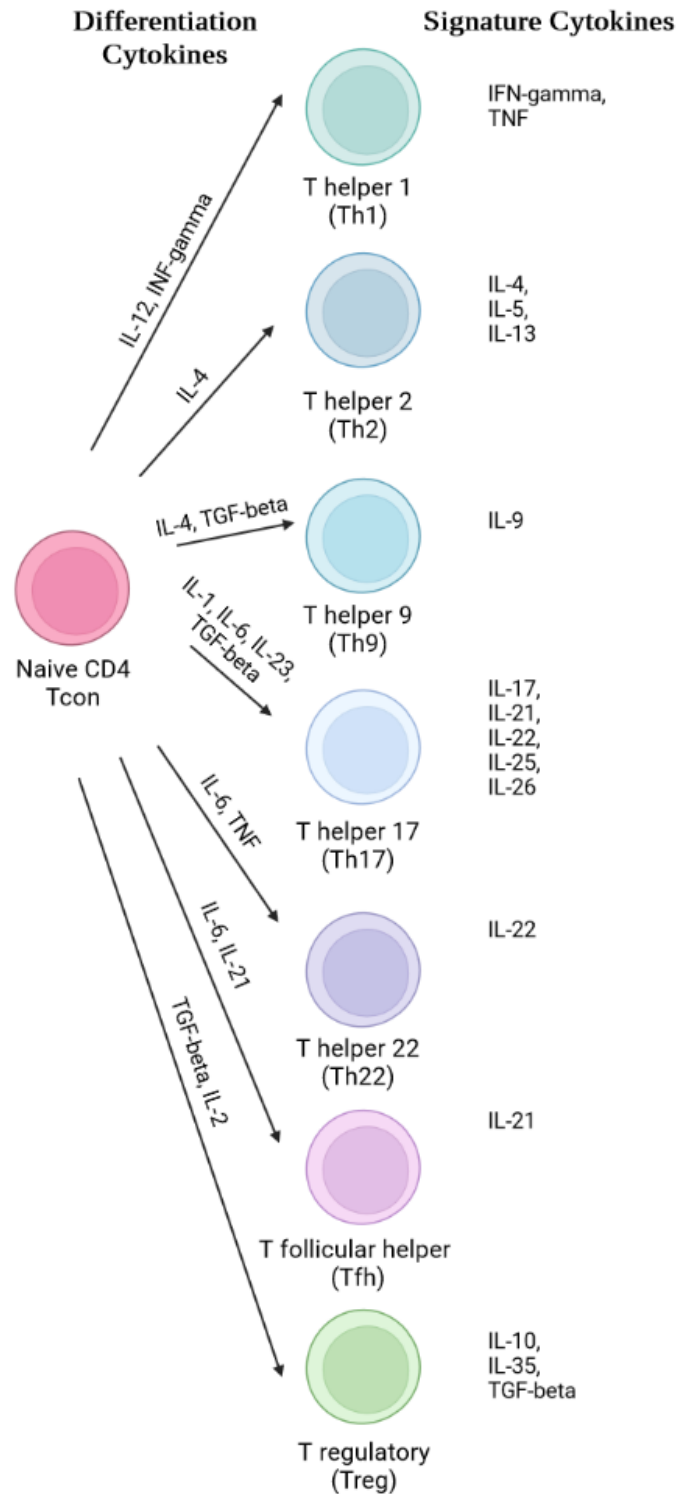 Differentiation
Cytokines
Signature Cytokines
IL-12, INF-gamma
T helper 1
(Th1)
IFN-gamma,
TNF
IL-4
T helper 2
(Th2)
IL-4,
IL-5,
IL-13
IL-4, TGF-beta
T helper 9
(Th9)
IL-9
Naive CD4
Tcon
IL-1, IL-6, IL-23,
TGF-beta
T helper 17
(Th17)
IL-17,
IL-21,
IL-22,
IL-25,
IL-26
IL-6, TNF
T helper 22
(Th22)
IL-22
IL-6, IL-21
T follicular helper
(Tfh)
IL-21
TGF-beta, IL-2
T regulatory
(Treg)
IL-10,
IL-35,
TGF-beta